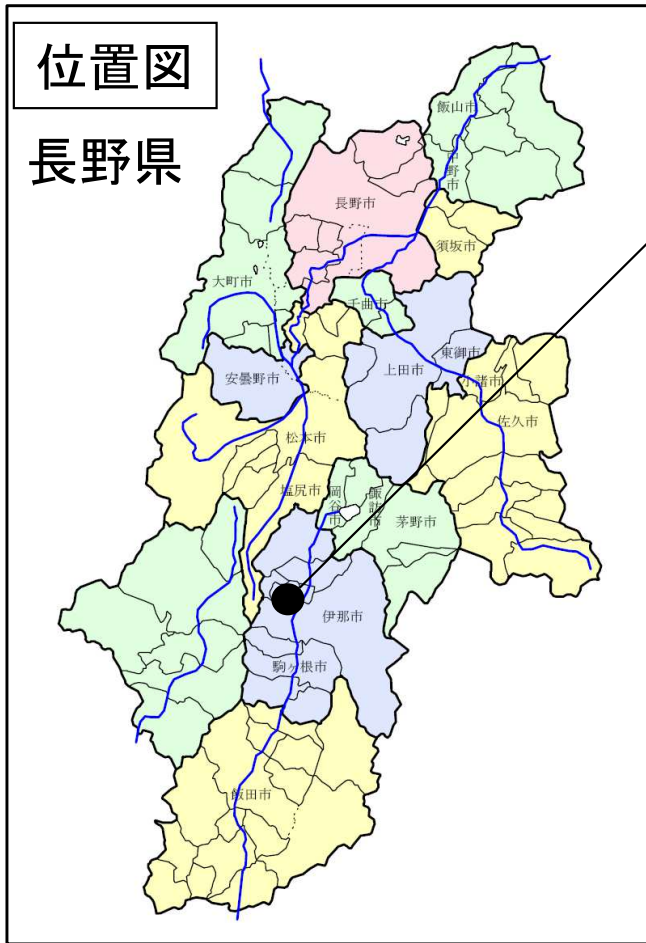 位置図
長野県
飯山市
中野市
長野市
須坂市
大町市
千曲市
東御市
上田市
小諸市
安曇野市
佐久市
松本市
塩尻市
岡谷市
諏訪市
茅野市
伊那市
駒ヶ根市
飯田市